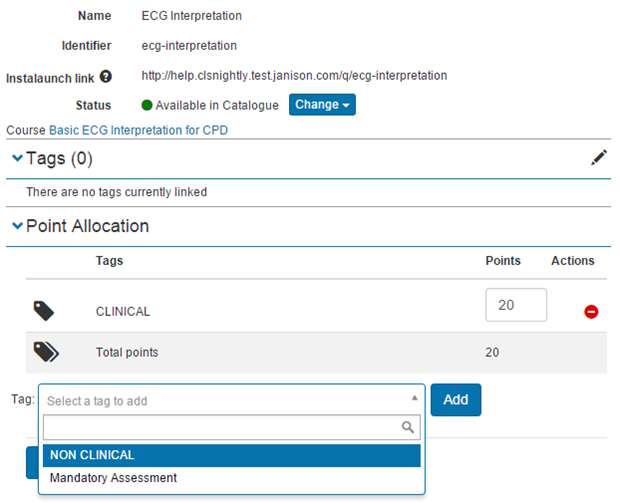 Name ECG Interpretation
Identifier ecg-interpretation
Instalaunch link ? http://help.clsnightly.test.janison.com/q/ecg-interpretation
Status Available in Catalogue Change
Course Basic ECG Interpretation for CPD
Tags (0)
There are no tags currently linked
Point Allocation
Tags Points Actions
CLINICAL 20
Total points 20
Tag: Select a tag to add Add
NON CLINICAL
Mandatory Assessment